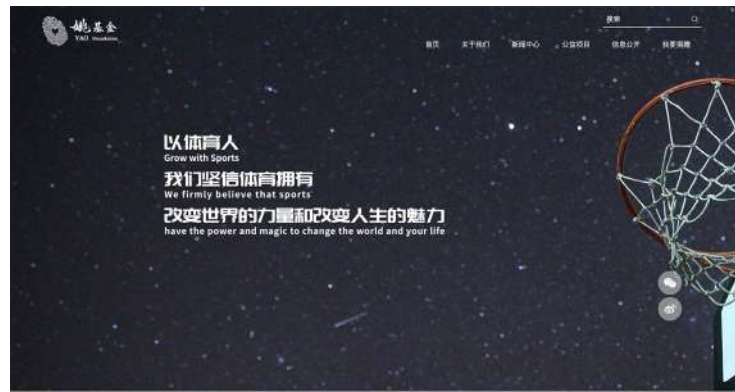 姚基金
YAO Foundation
搜索
首页 关于我们 新闻中心 公益项目 信息公开 我要捐赠
以体育人
Grow with Sports
我们坚信体育拥有
We firmly believe that sports
改变世界的力量和改变人生的魅力
have the power and magic to change the world and your life